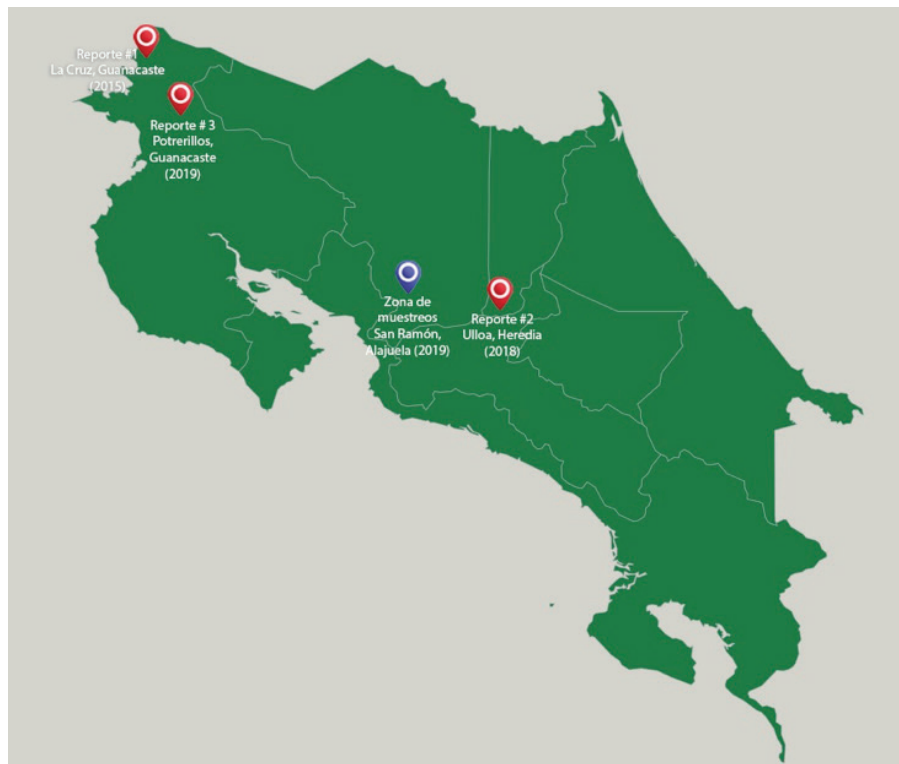 Reporte #1
La Cruz, Guanacaste
(2015)
Reporte # 3
Potrerillos,
Guanacaste
(2019)
Zona de
muestreos
San Ramón,
Alajuela (2019)
Reporte #2
Ulloa, Heredia
(2018)